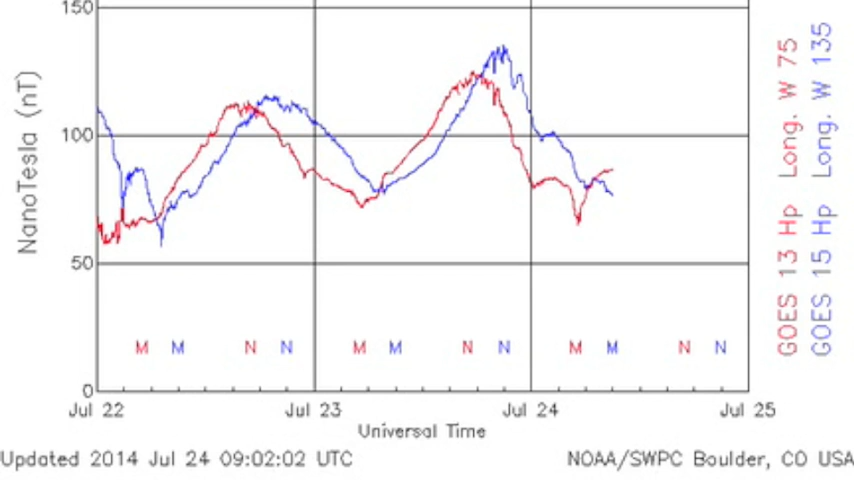 150
100
50
0
NanoTesla (nT)
M M N N M M N N M M N N
Jul 22 Jul 23 Jul 24 Jul 25
Universal Time
Updated 2014 Jul 24 09:02:02 UTC
NOAA/SWPC Boulder, CO USA
GOES 13 Hp Long. W 75
GOES 15 Hp Long. W 135